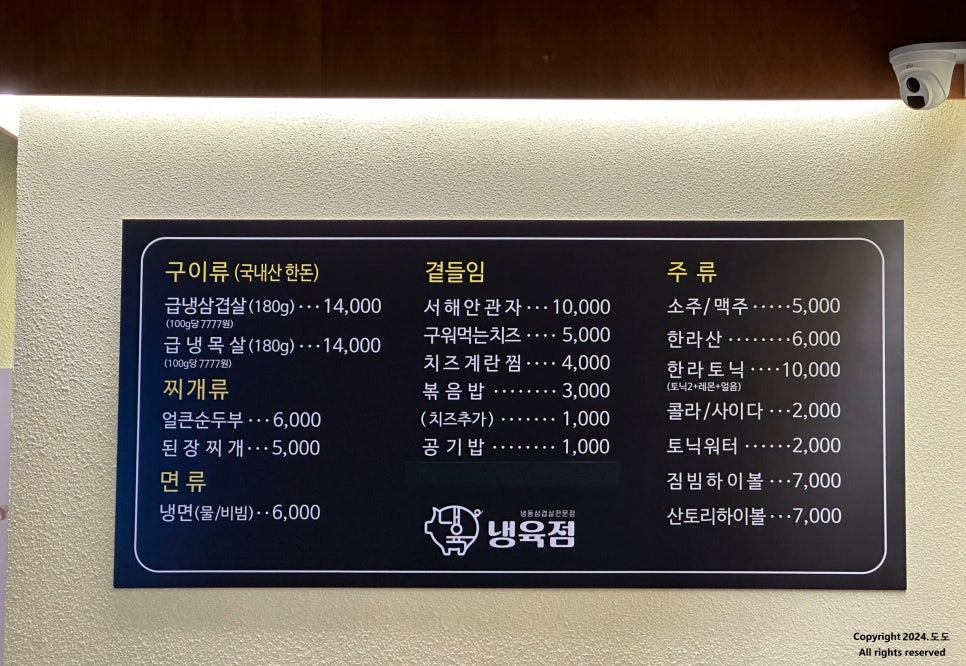 구이류 (국내산 한돈)
급냉삼겹살 (180g) ··· 14,000
(100g당 7777원)
급냉목살 (180g) ··· 14,000
(100g당 7777원)
찌개류
얼큰순두부 ··· 6,000
된장찌개 ··· 5,000
면류
냉면(물/비빔) ·· 6,000
곁들임
서해안관자 ··· 10,000
구워먹는치즈 ···· 5,000
치즈계란찜 ···· 4,000
볶음밥 ········ 3,000
(치즈추가) ······· 1,000
공기밥 ········ 1,000
냉동삼겹살전문점
냉육점
주류
소주/맥주 ····· 5,000
한라산 ········ 6,000
한라토닉 ···· 10,000
(토닉2+레몬+얼음)
콜라/사이다 ··· 2,000
토닉워터 ······ 2,000
짐빔하이볼 ··· 7,000
산토리하이볼 ··· 7,000
Copyright 2024. 도도
All rights reserved